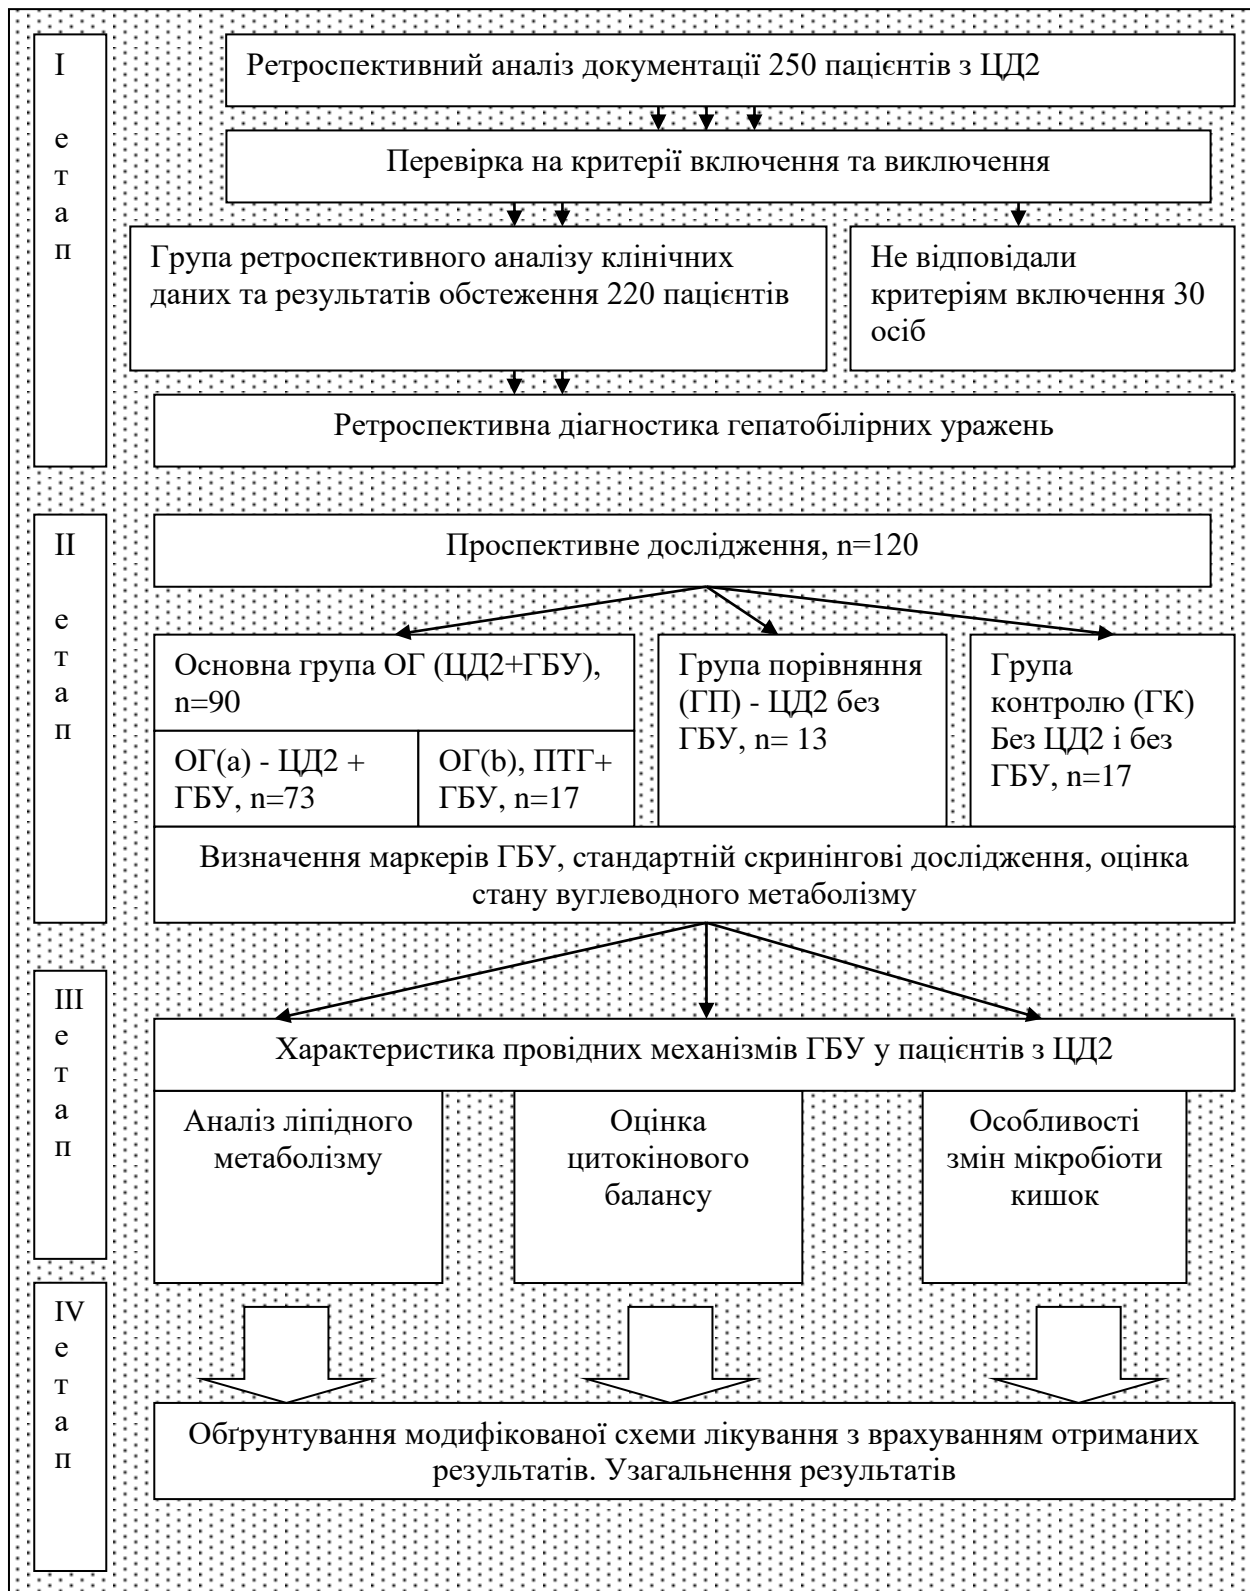 I
е
т
а
п
Ретроспективний аналіз документації 250 пацієнтів з ЦД2
Перевірка на критерії включення та виключення
Група ретроспективного аналізу клінічних
даних та результатів обстеження 220 пацієнтів
Не відповідали
критеріям включення 30
осіб
Ретроспективна діагностика гепатобілірних уражень
II
е
т
а
п
Проспективне дослідження, n=120
Основна група ОГ (ЦД2+ГБУ),
n=90
ОГ(a) - ЦД2 +
ГБУ, n=73
ОГ(b), ПТГ+
ГБУ, n=17
Група порівняння
(ГП) - ЦД2 без
ГБУ, n= 13
Група
контролю (ГК)
Без ЦД2 і без
ГБУ, n=17
Визначення маркерів ГБУ, стандартній скринінгові дослідження, оцінка
стану вуглеводного метаболізму
III
е
т
а
п
Характеристика провідних механізмів ГБУ у пацієнтів з ЦД2
Аналіз ліпідного
метаболізму
Оцінка
цитокінового
балансу
Особливості
змін мікробіоти
кишок
IV
е
т
а
п
Обґрунтування модифікованої схеми лікування з врахуванням отриманих
результатів. Узагальнення результатів